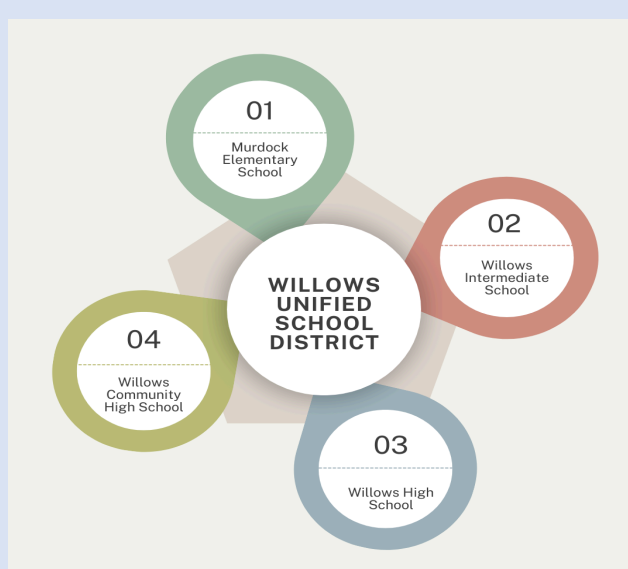 01
Murdock
Elementary
School
02
Willows
Intermediate
School
WILLOWS
UNIFIED
SCHOOL
DISTRICT
04
Willows
Community
High School
03
Willows High
School